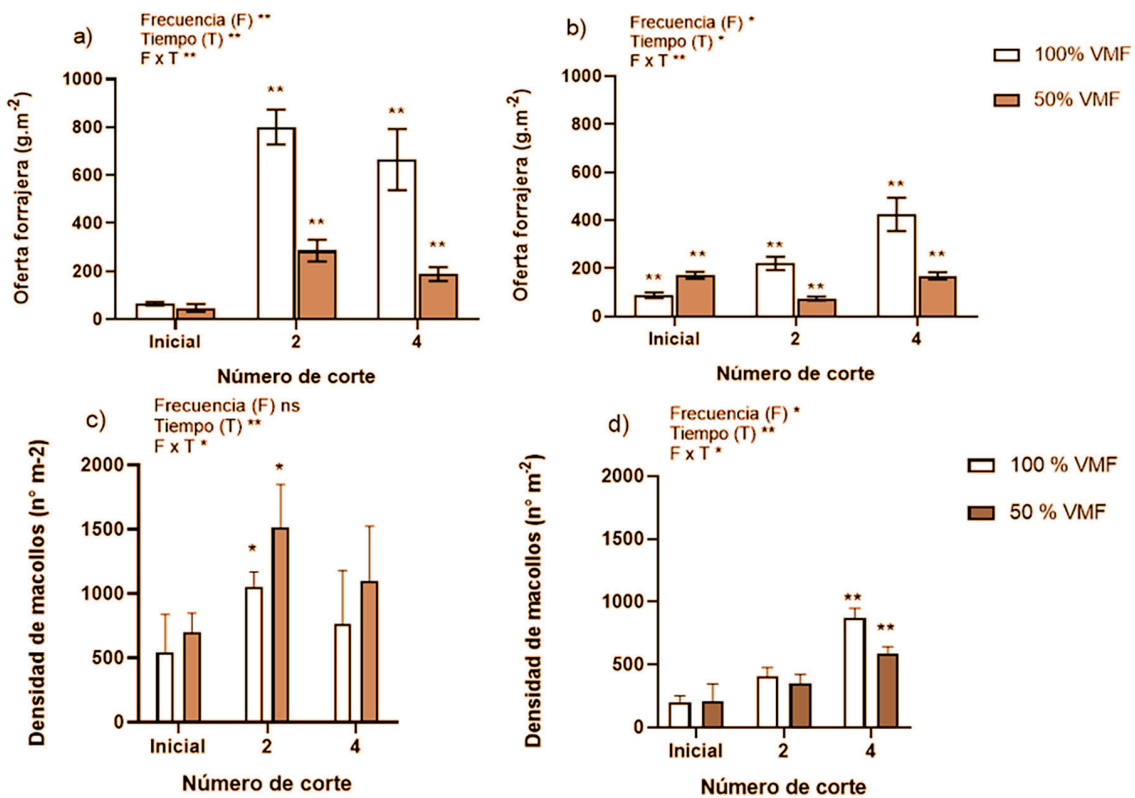 a)
Frecuencia (F) **
Tiempo (T) **
F x T **
Oferta forrajera (g.m-2)
1000
800
600
400
200
0
**
**
**
**
Inicial
2
4
Número de corte
b)
Frecuencia (F) *
Tiempo (T) *
F x T **
Oferta forrajera (g.m-2)
1000
800
600
400
200
0
**
**
**
**
**
**
Inicial
2
4
Número de corte
100% VMF
50% VMF
c)
Frecuencia (F) ns
Tiempo (T) **
F x T *
Densidad de macollos (n° m-2)
2000
1500
1000
500
0
*
*
Inicial
2
4
Número de corte
d)
Frecuencia (F) *
Tiempo (T) **
F x T *
Densidad de macollos (n° m-2)
2000
1500
1000
500
0
**
**
Inicial
2
4
Número de corte
100 % VMF
50 % VMF